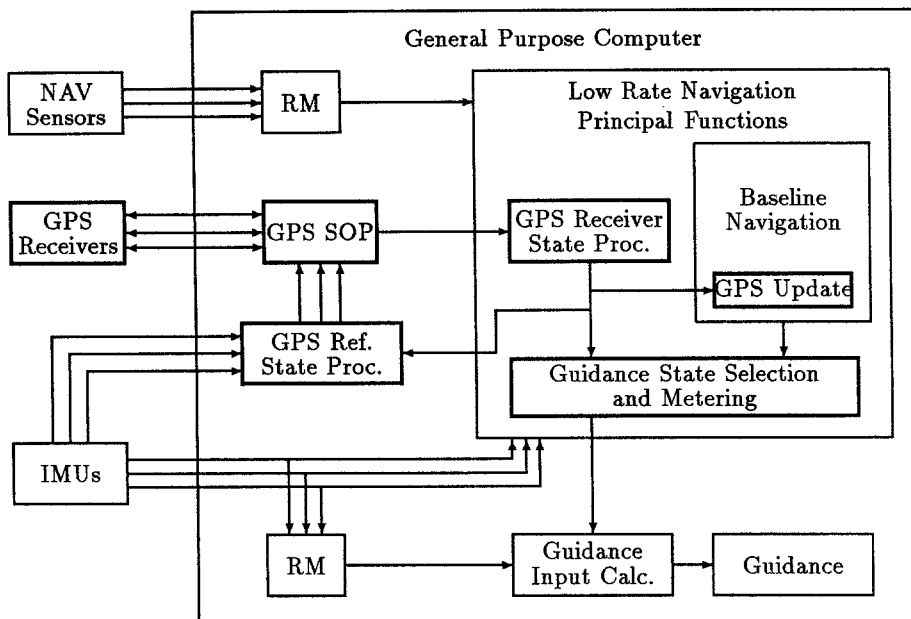 General Purpose Computer
NAV
Sensors
RM
Low Rate Navigation
Principal Functions
Baseline
Navigation
GPS
Receivers
GPS SOP
GPS Receiver
State Proc.
GPS Update
GPS Ref.
State Proc.
Guidance State Selection
and Metering
IMUs
RM
Guidance
Input Calc.
Guidance